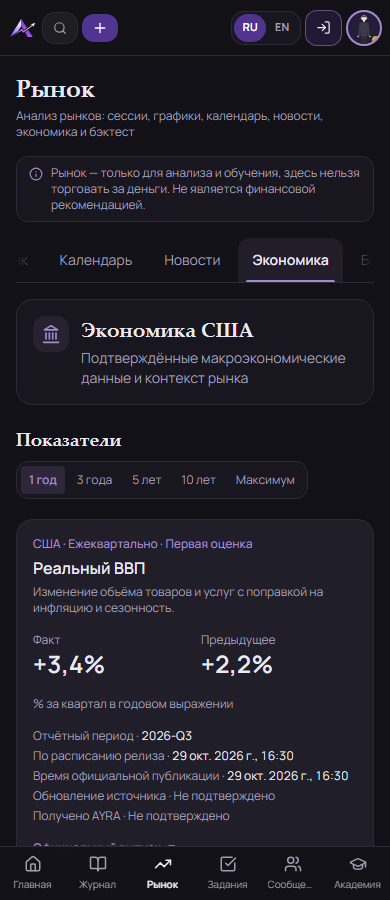 RU EN
Рынок
Анализ рынков: сессии, графики, календарь, новости,
экономика и бэктест
Рынок — только для анализа и обучения, здесь нельзя
торговать за деньги. Не является финансовой
рекомендацией.
Календарь Новости Экономика
Экономика США
Подтверждённые макроэкономические
данные и контекст рынка
Показатели
1 год 3 года 5 лет 10 лет Максимум
США · Ежеквартально · Первая оценка
Реальный ВВП
Изменение объёма товаров и услуг с поправкой на
инфляцию и сезонность.
Факт Предыдущее
+3,4% +2,2%
% за квартал в годовом выражении
Отчётный период · 2026-Q3
По расписанию релиза · 29 окт. 2026 г., 16:30
Время официальной публикации · 29 окт. 2026 г., 16:30
Обновление источника · Не подтверждено
Получено AYRA · Не подтверждено
Главная Журнал Рынок Задания Сообще... Академия